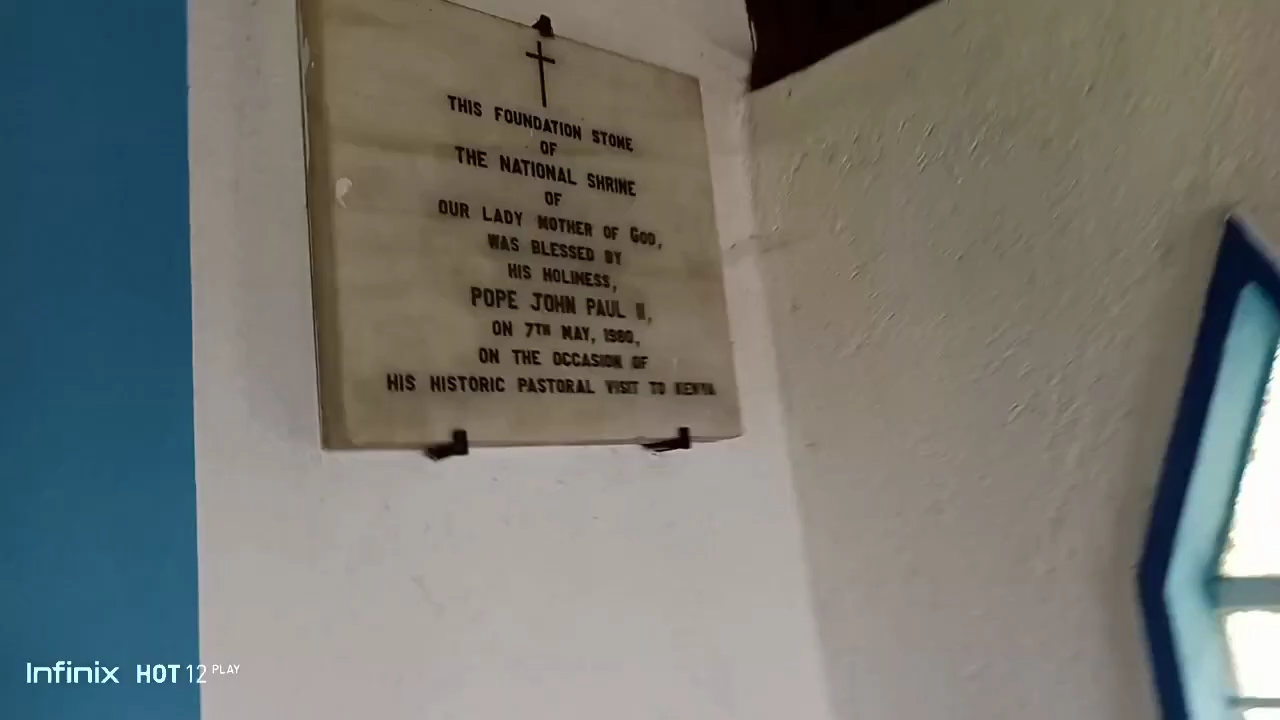 THIS FOUNDATION STONE
OF
THE NATIONAL SHRINE
OF
OUR LADY MOTHER OF GOD,
WAS BLESSED BY
HIS HOLINESS,
POPE JOHN PAUL II,
ON 7TH MAY, 1980,
ON THE OCCASION OF
HIS HISTORIC PASTORAL VISIT TO KENYA
Infinix HOT 12 PLAY